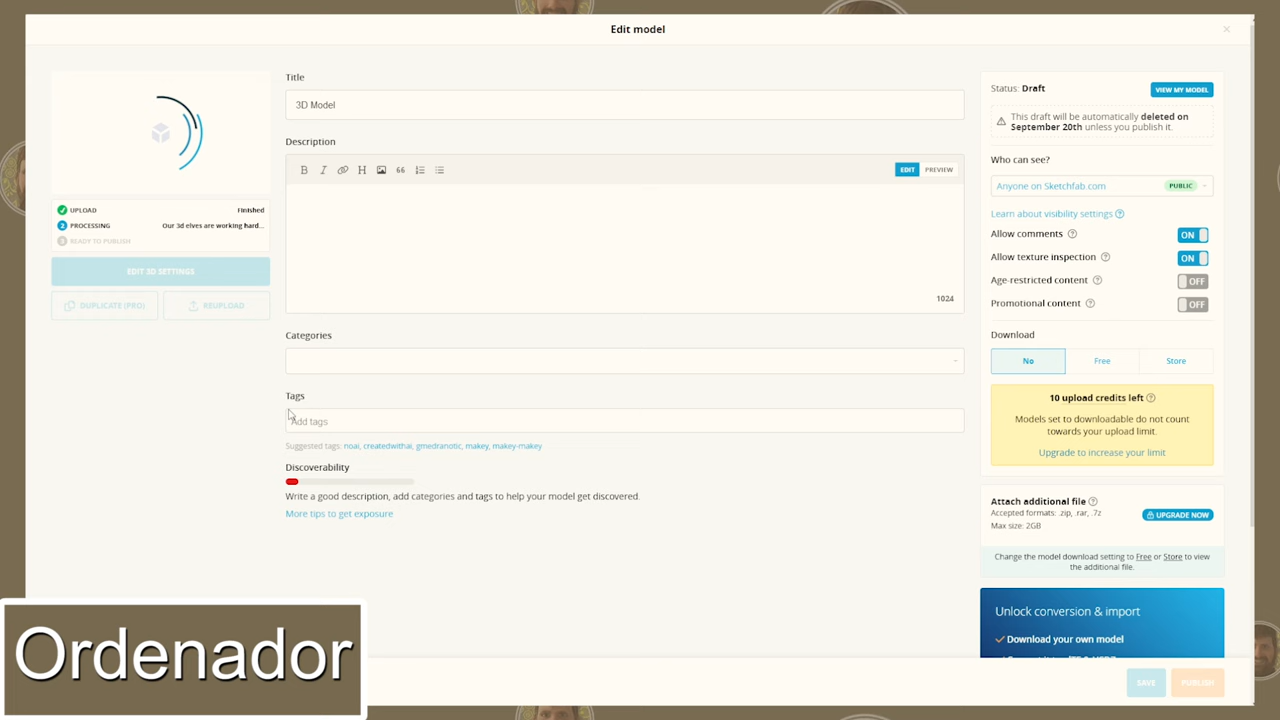 Edit model
×
Title
3D Model
Description
B I H 66
EDIT PREVIEW
1024
UPLOAD Finished
2 PROCESSING Our 3d elves are working hard...
3 READY TO PUBLISH
EDIT 3D SETTINGS
DUPLICATE (PRO) REUPLOAD
Categories
Tags
Add tags
Suggested tags: noai, createdwithai, gmedranotic, makey, makey-makey
Discoverability
Write a good description, add categories and tags to help your model get discovered.
More tips to get exposure
Status: Draft
VIEW MY MODEL
This draft will be automatically deleted on
September 20th unless you publish it.
Who can see?
Anyone on Sketchfab.com PUBLIC
Learn about visibility settings ?
Allow comments ? ON
Allow texture inspection ? ON
Age-restricted content ? OFF
Promotional content ? OFF
Download
No Free Store
10 upload credits left ?
Models set to downloadable do not count
towards your upload limit.
Upgrade to increase your limit
Attach additional file ?
Accepted formats: .zip, .rar, .7z
Max size: 2GB
UPGRADE NOW
Change the model download setting to Free or Store to view
the additional file.
Unlock conversion & import
Download your own model
SAVE PUBLISH
Ordenador